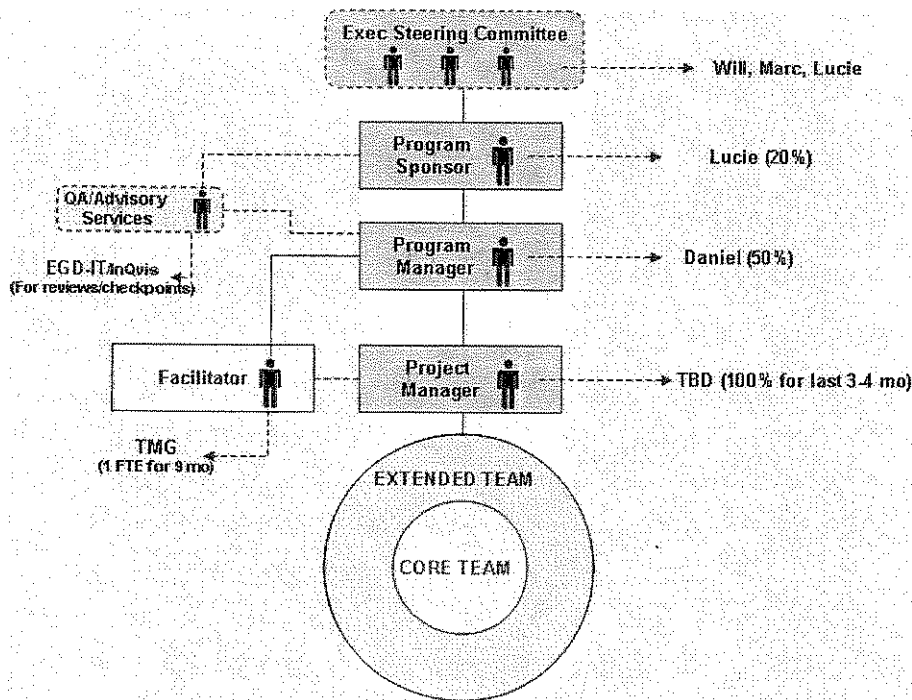 Exec Steering Committee
Will, Marc, Lucie
Program
Sponsor
Lucie (20%)
QA/Advisory
Services
Program
Manager
Daniel (50%)
EGD-IT/InQvis
(For reviews/checkpoints)
Facilitator
Project
Manager
TBD (100% for last 3-4 mo)
TMG
(1 FTE for 9 mo)
EXTENDED TEAM
CORE TEAM